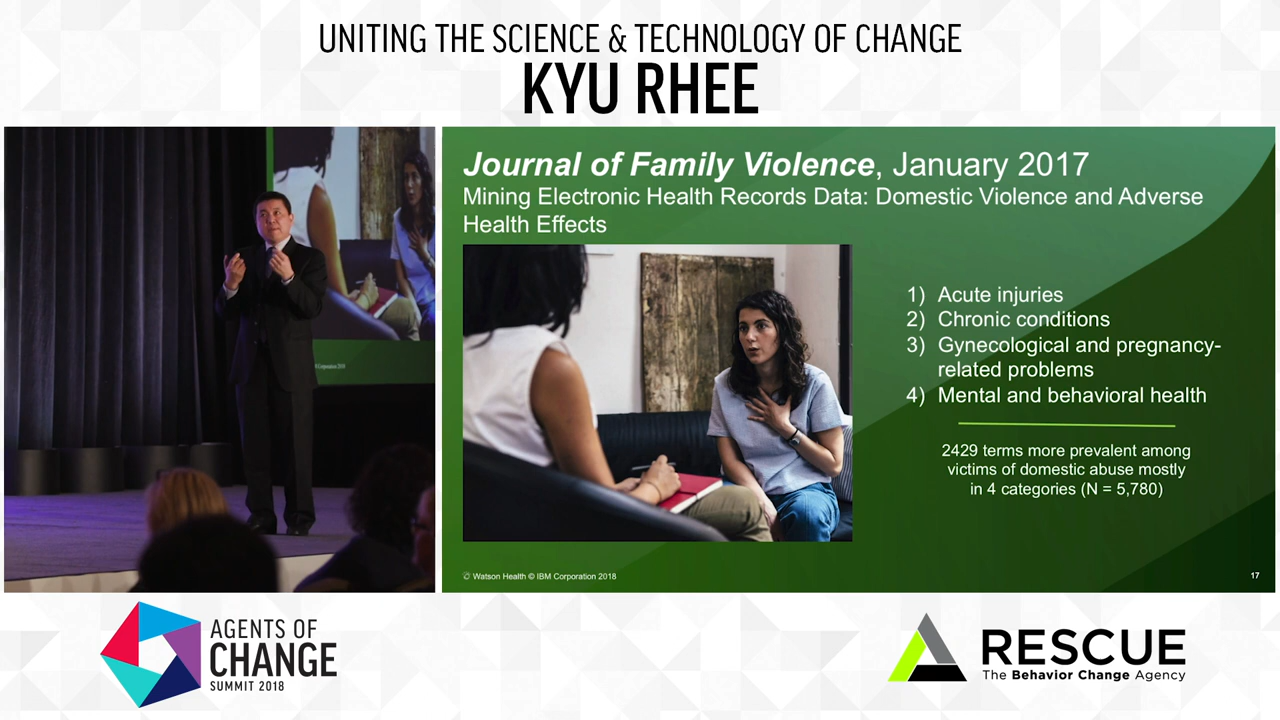 UNITING THE SCIENCE & TECHNOLOGY OF CHANGE
KYU RHEE
Journal of Family Violence, January 2017
Mining Electronic Health Records Data: Domestic Violence and Adverse
Health Effects
1) Acute injuries
2) Chronic conditions
3) Gynecological and pregnancy-
related problems
4) Mental and behavioral health
2429 terms more prevalent among
victims of domestic abuse mostly
in 4 categories (N = 5,780)
Watson Health © IBM Corporation 2018
17
Corporation 2018
AGENTS OF
CHANGE
SUMMIT 2018
RESCUE
The Behavior Change Agency